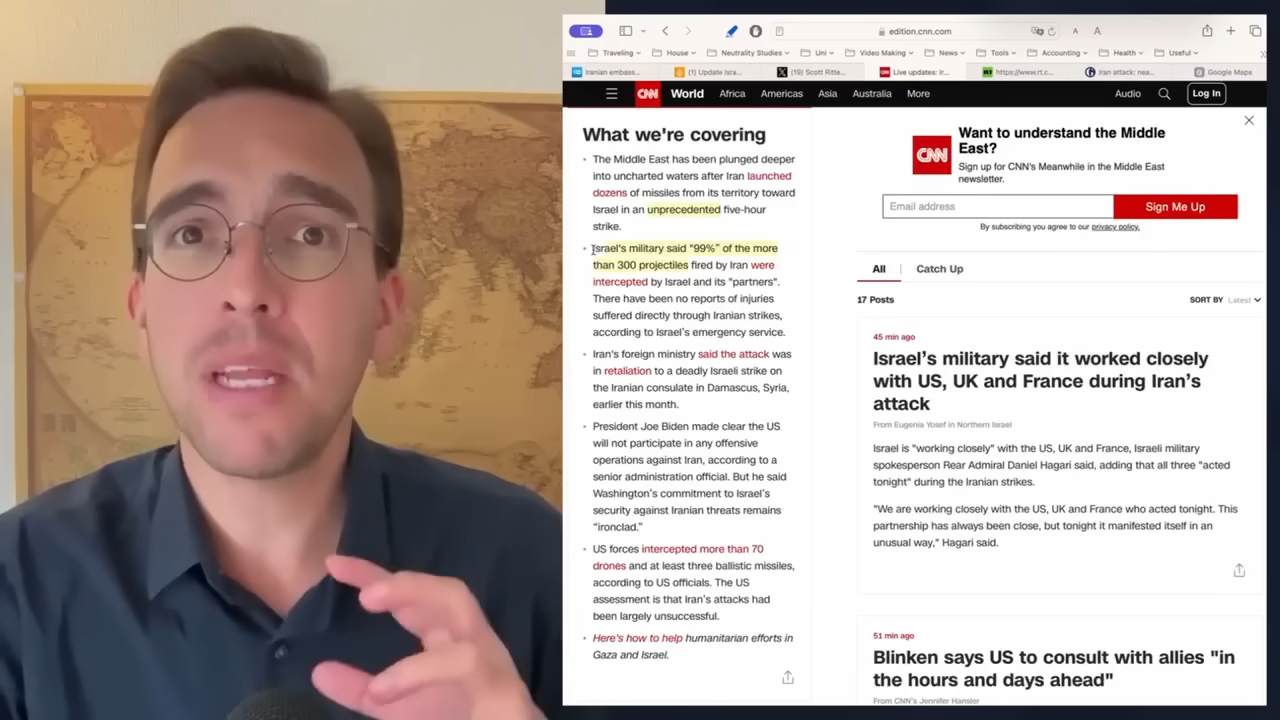 edition.cnn.com
A
A
Traveling
House
Neutrality Studies
Uni
Video Making
News
Tools
Accounting
Health
Useful
Iranian embass...
(1) Update Isra...
(19) Scott Ritte...
Live updates: Ir...
https://www.rt.c...
Iran attack: nea...
Google Maps
CNN
World
Africa
Americas
Asia
Australia
More
Audio
Log In
What we're covering
The Middle East has been plunged deeper
into uncharted waters after Iran launched
dozens of missiles from its territory toward
Israel in an unprecedented five-hour
strike.
Israel's military said "99%" of the more
than 300 projectiles fired by Iran were
intercepted by Israel and its "partners".
There have been no reports of injuries
suffered directly through Iranian strikes,
according to Israel's emergency service.
Iran's foreign ministry said the attack was
in retaliation to a deadly Israeli strike on
the Iranian consulate in Damascus, Syria,
earlier this month.
President Joe Biden made clear the US
will not participate in any offensive
operations against Iran, according to a
senior administration official. But he said
Washington's commitment to Israel's
security against Iranian threats remains
"ironclad."
US forces intercepted more than 70
drones and at least three ballistic missiles,
according to US officials. The US
assessment is that Iran's attacks had
been largely unsuccessful.
Here's how to help humanitarian efforts in
Gaza and Israel.
CNN
Want to understand the Middle
East?
Sign up for CNN's Meanwhile in the Middle East
newsletter.
Email address
Sign Me Up
By subscribing you agree to our privacy policy.
All
Catch Up
17 Posts
SORT BY Latest
45 min ago
Israel's military said it worked closely
with US, UK and France during Iran's
attack
From Eugenia Yosef in Northern Israel
Israel is "working closely" with the US, UK and France, Israeli military
spokesperson Rear Admiral Daniel Hagari said, adding that all three "acted
tonight" during the Iranian strikes.
"We are working closely with the US, UK and France who acted tonight. This
partnership has always been close, but tonight it manifested itself in an
unusual way," Hagari said.
51 min ago
Blinken says US to consult with allies "in
the hours and days ahead"
From CNN's Jennifer Hansler